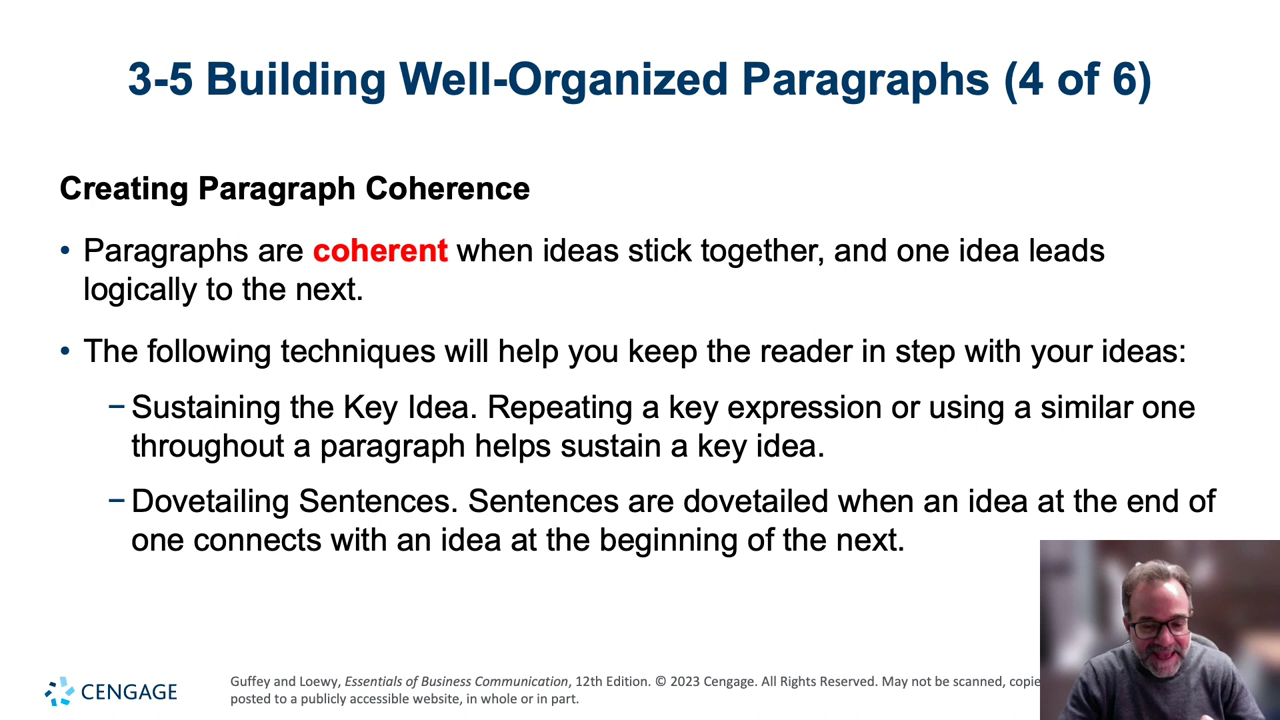 3-5 Building Well-Organized Paragraphs (4 of 6)
Creating Paragraph Coherence
• Paragraphs are coherent when ideas stick together, and one idea leads
logically to the next.
• The following techniques will help you keep the reader in step with your ideas:
– Sustaining the Key Idea. Repeating a key expression or using a similar one
throughout a paragraph helps sustain a key idea.
– Dovetailing Sentences. Sentences are dovetailed when an idea at the end of
one connects with an idea at the beginning of the next.
CENGAGE
Guffey and Loewy, Essentials of Business Communication, 12th Edition. © 2023 Cengage. All Rights Reserved. May not be scanned,
posted to a publicly accessible website, in whole or in part.